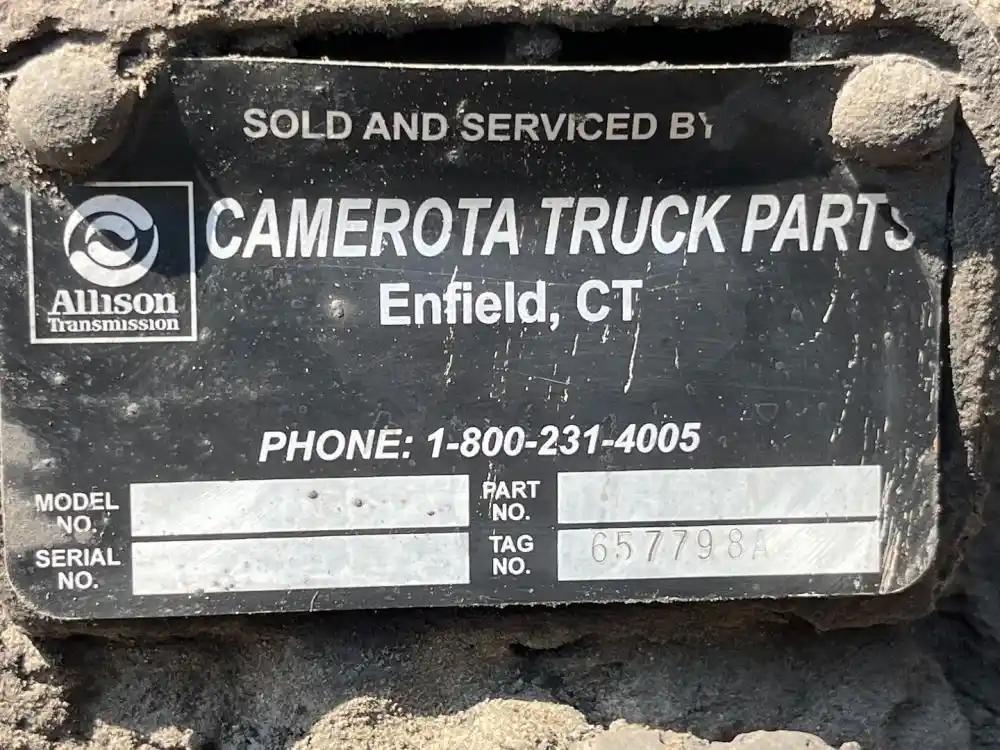 SOLD AND SERVICED BY
Allison
Transmission
CAMEROTA TRUCK PARTS
Enfield, CT
PHONE: 1-800-231-4005
MODEL
NO.
PART
NO.
SERIAL
NO.
TAG
NO.
657798A